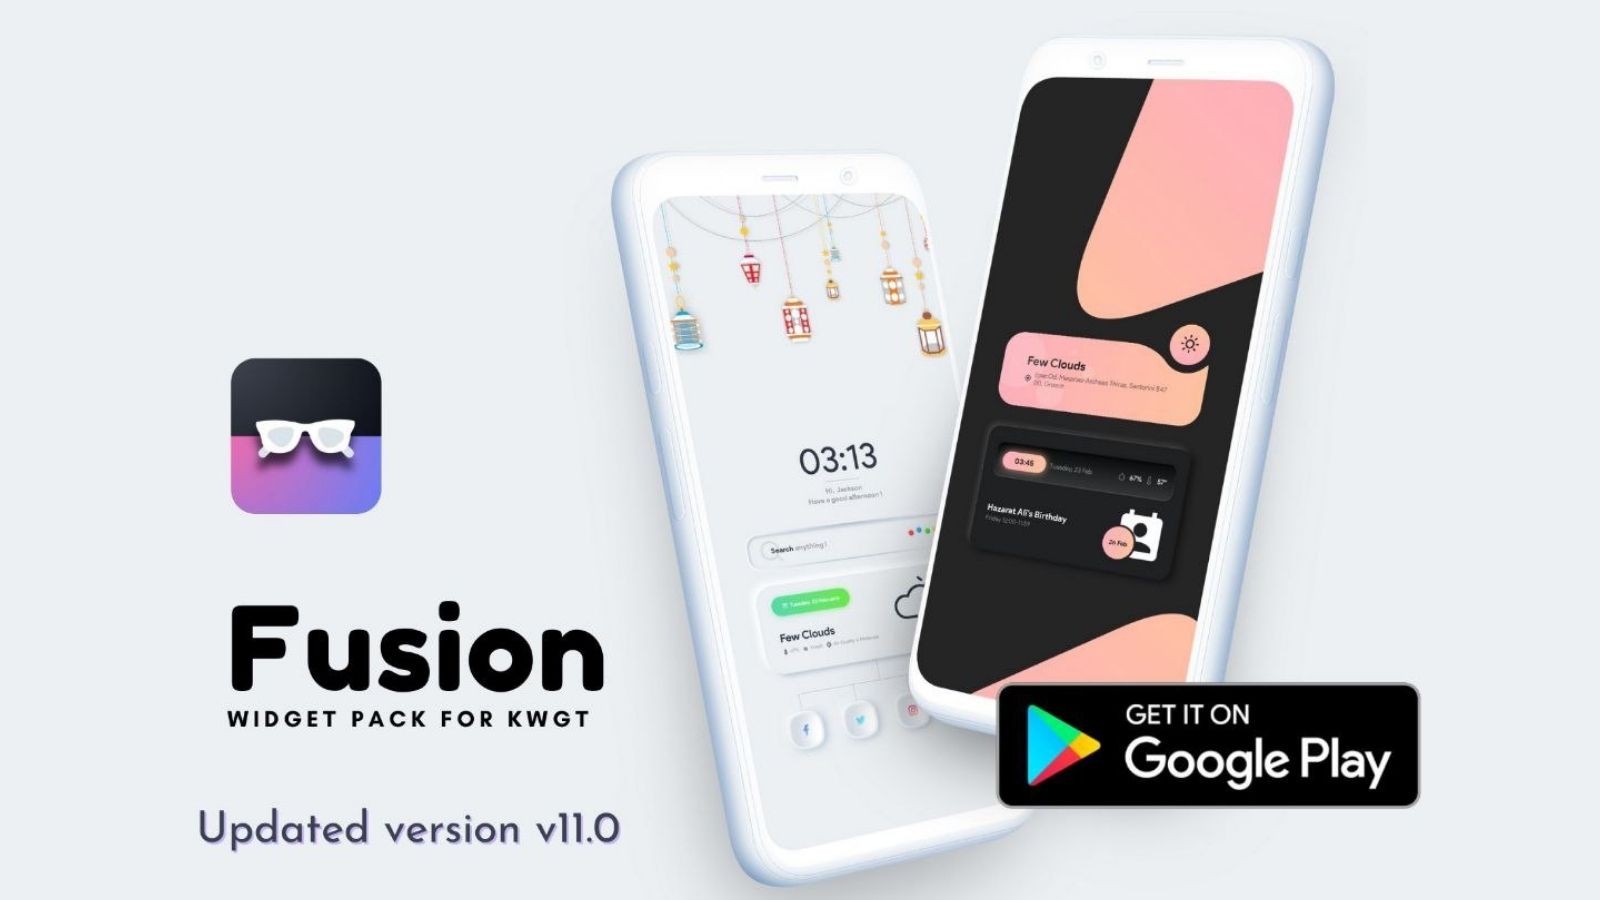 Fusion
WIDGET PACK FOR KWGT
Updated version v11.0
03:13
Hi, Jackson
Have a good afternoon!
Search anything!
Few Clouds
Few Clouds
03:46
Tuesday, 23 Feb
67%
57°
Hazarat Ali's Birthday
Friday 12:00-11:59
26 Feb
GET IT ON
Google Play